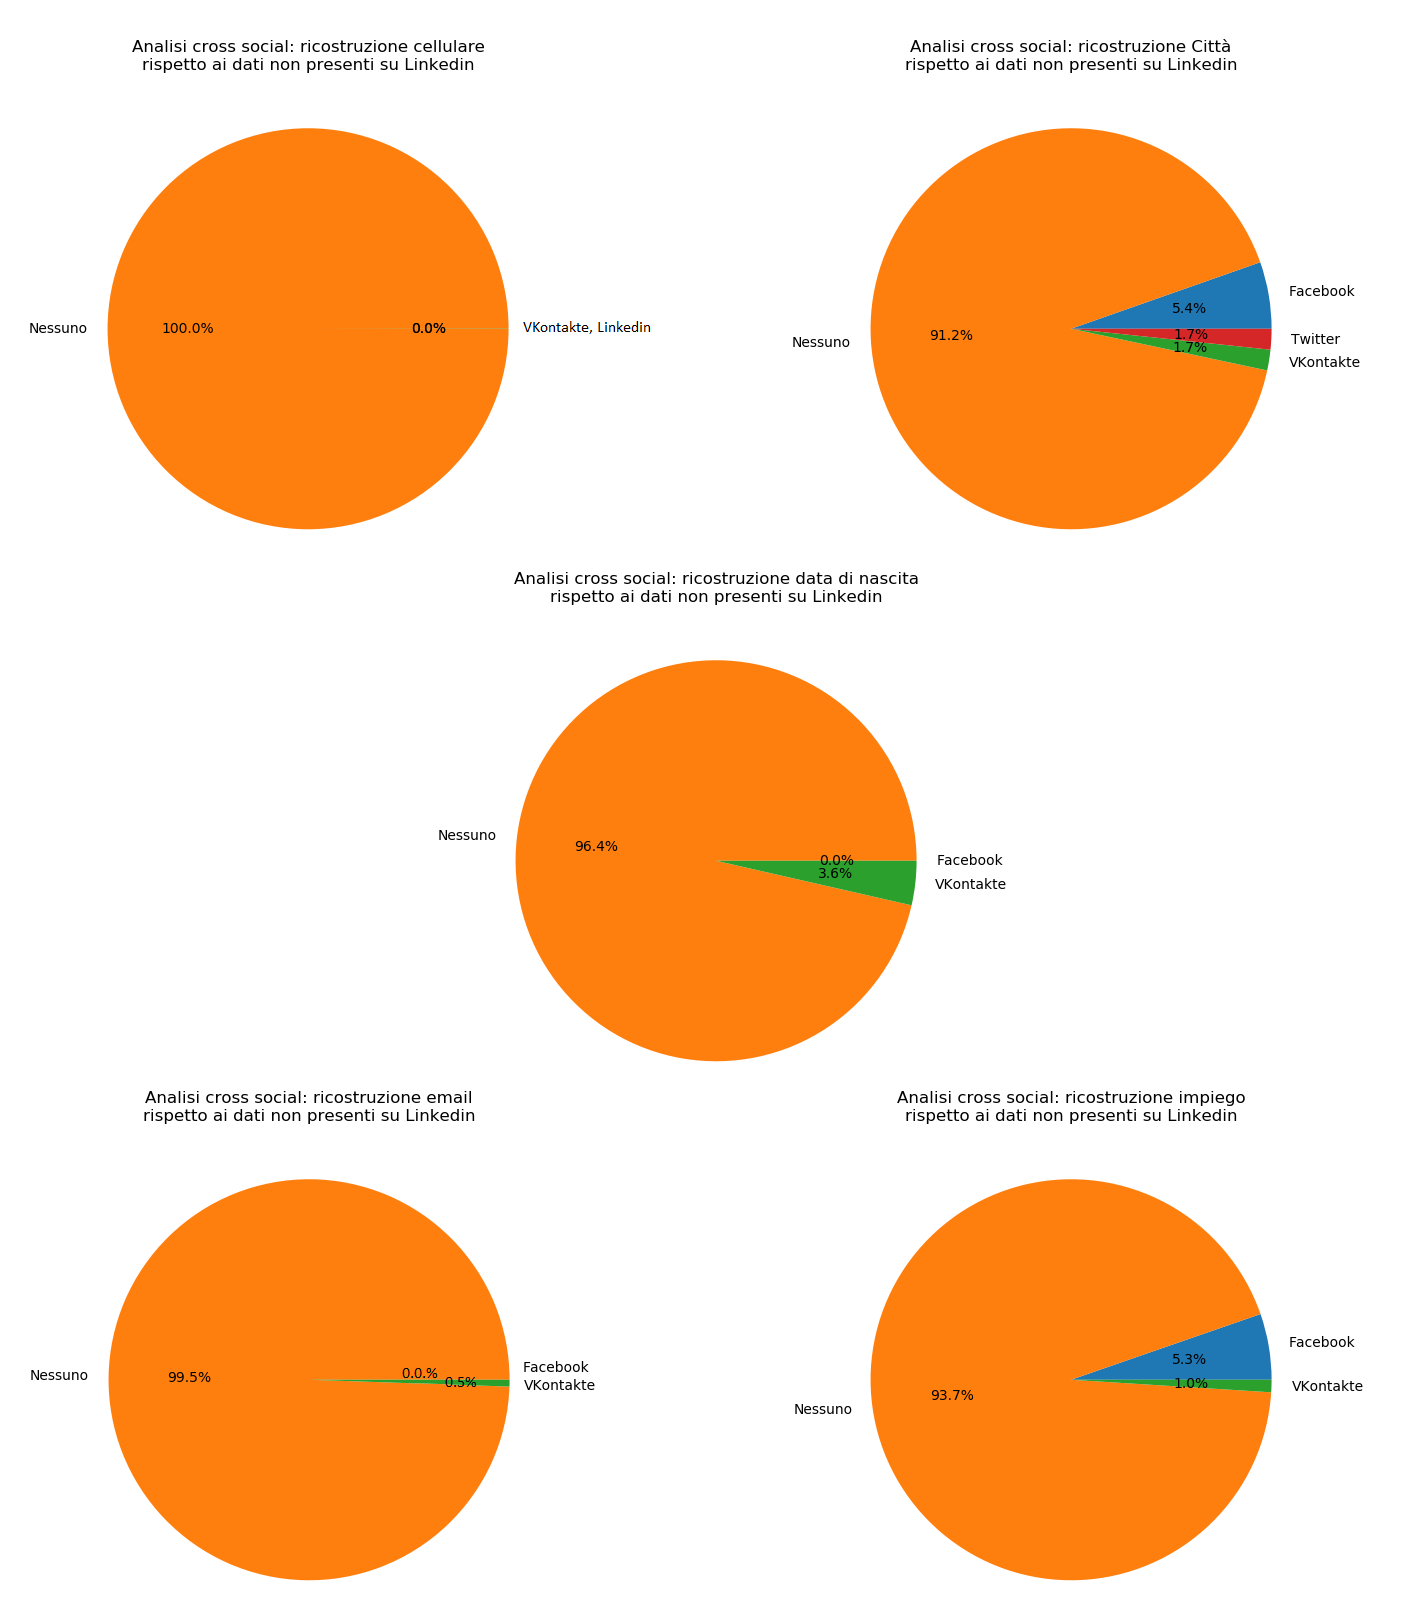 Analisi cross social: ricostruzione cellulare
rispetto ai dati non presenti su Linkedin
Nessuno
100.0%
0.0%
VKontakte, Linkedin
Analisi cross social: ricostruzione Città
rispetto ai dati non presenti su Linkedin
Facebook
5.4%
Nessuno
91.2%
1.7%
Twitter
1.7%
VKontakte
Analisi cross social: ricostruzione data di nascita
rispetto ai dati non presenti su Linkedin
Nessuno
96.4%
0.0%
Facebook
3.6%
VKontakte
Analisi cross social: ricostruzione email
rispetto ai dati non presenti su Linkedin
Nessuno
99.5%
0.0.%
Facebook
0.5%
VKontakte
Analisi cross social: ricostruzione impiego
rispetto ai dati non presenti su Linkedin
Facebook
5.3%
1.0%
VKontakte
93.7%
Nessuno